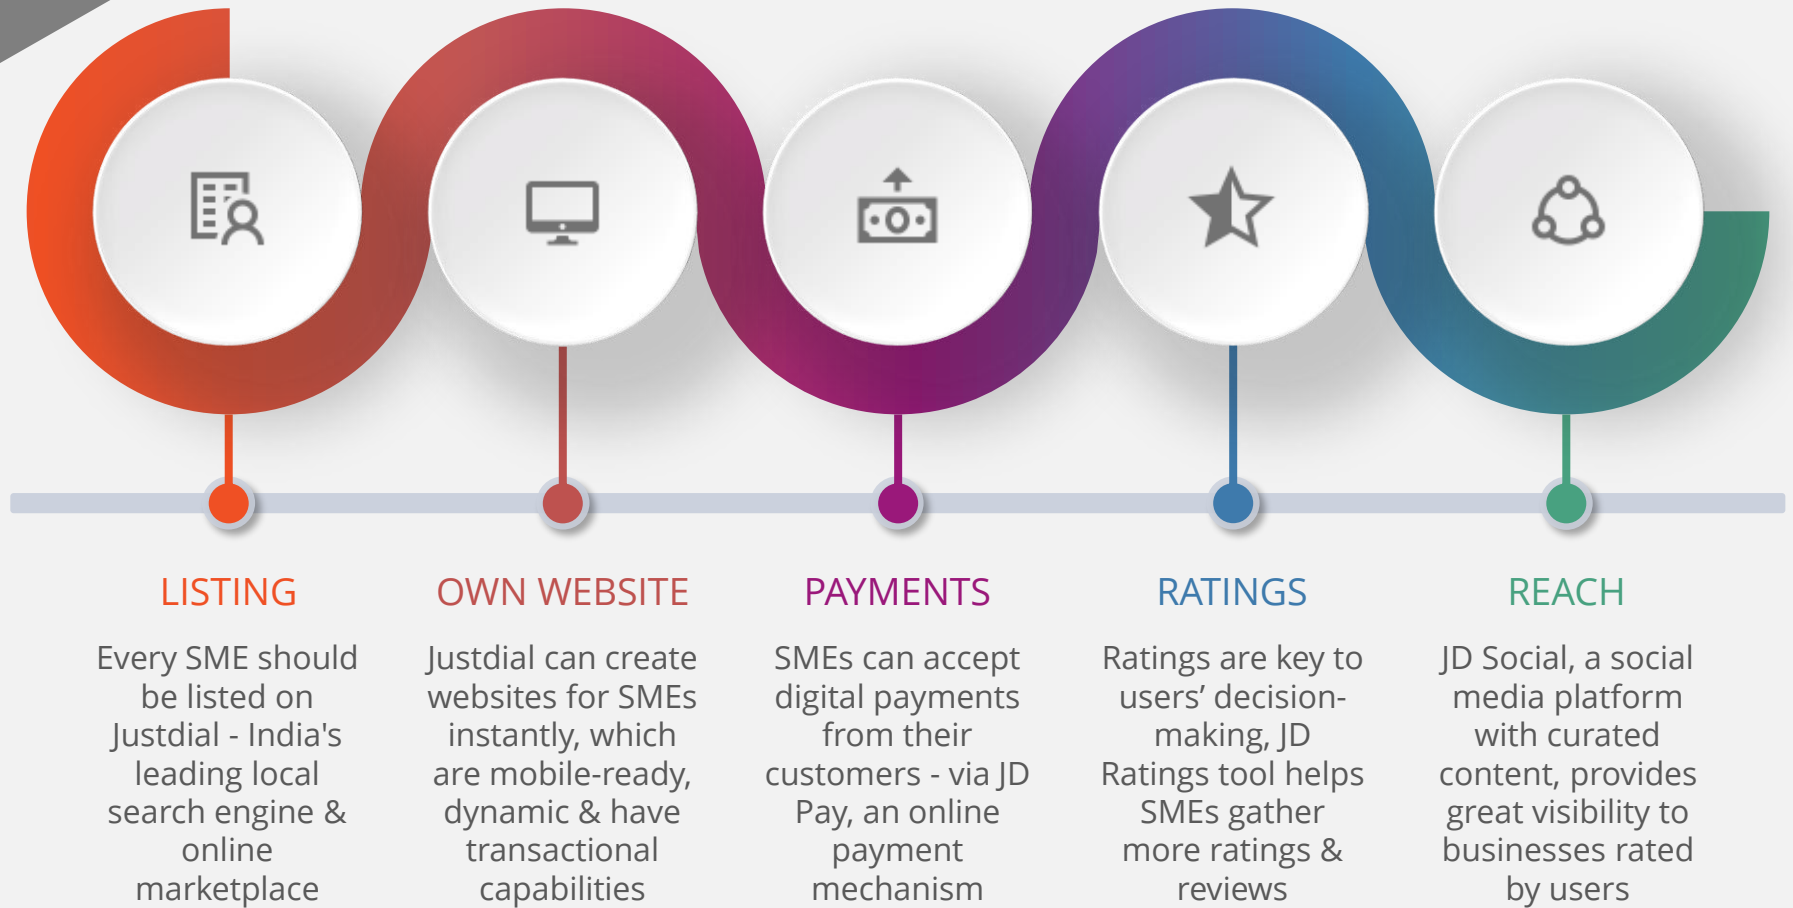 LISTING
Every SME should
be listed on
Justdial - India's
leading local
search engine &
online
marketplace
OWN WEBSITE
Justdial can create
websites for SMEs
instantly, which
are mobile-ready,
dynamic & have
transactional
capabilities
PAYMENTS
SMEs can accept
digital payments
from their
customers - via JD
Pay, an online
payment
mechanism
RATINGS
Ratings are key to
users’ decision-
making, JD
Ratings tool helps
SMEs gather
more ratings &
reviews
REACH
JD Social, a social
media platform
with curated
content, provides
great visibility to
businesses rated
by users